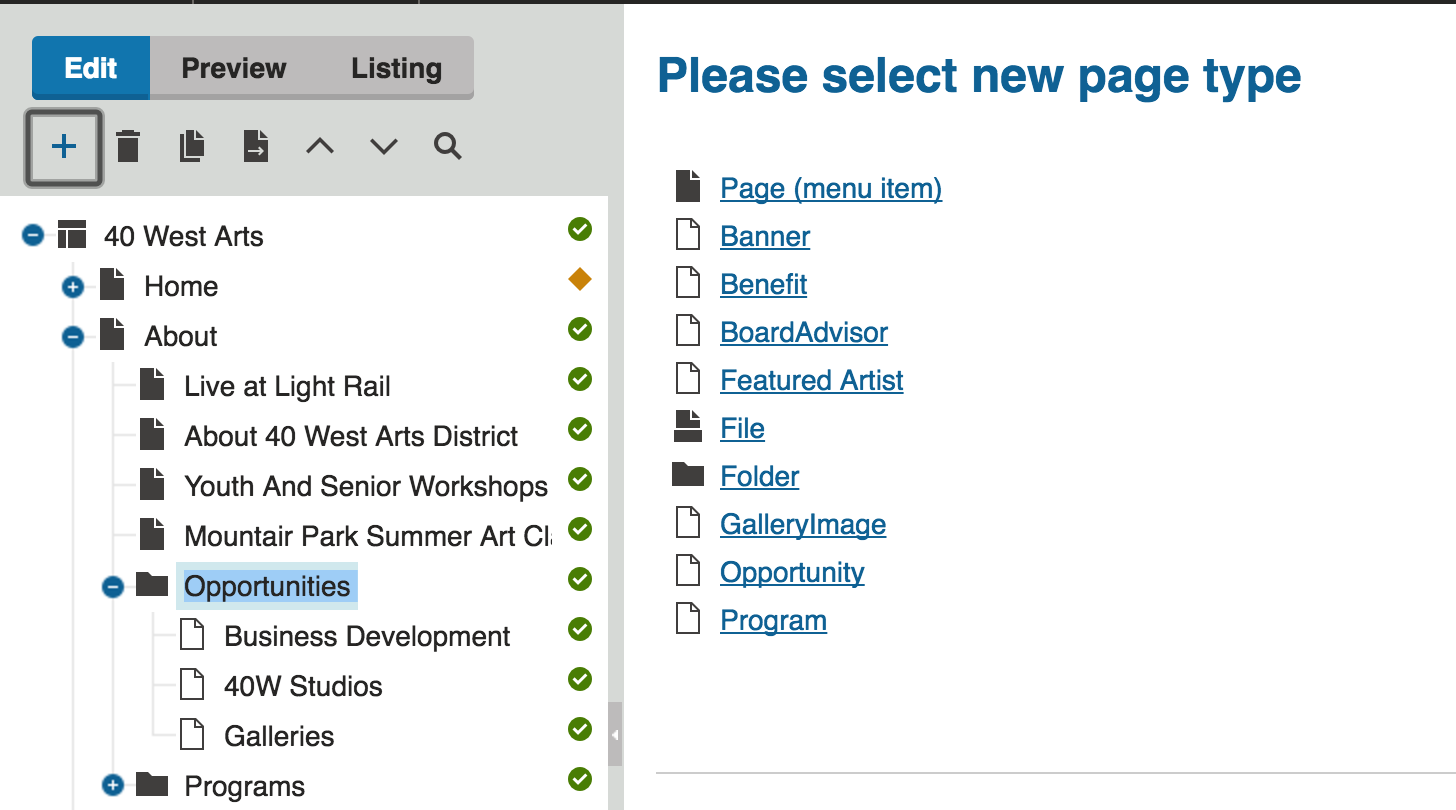 Edit Preview Listing
40 West Arts
Home
About
Live at Light Rail
About 40 West Arts District
Youth And Senior Workshops
Mountair Park Summer Art Cl
Opportunities
Business Development
40W Studios
Galleries
Programs
Please select new page type
Page (menu item)
Banner
Benefit
BoardAdvisor
Featured Artist
File
Folder
GalleryImage
Opportunity
Program